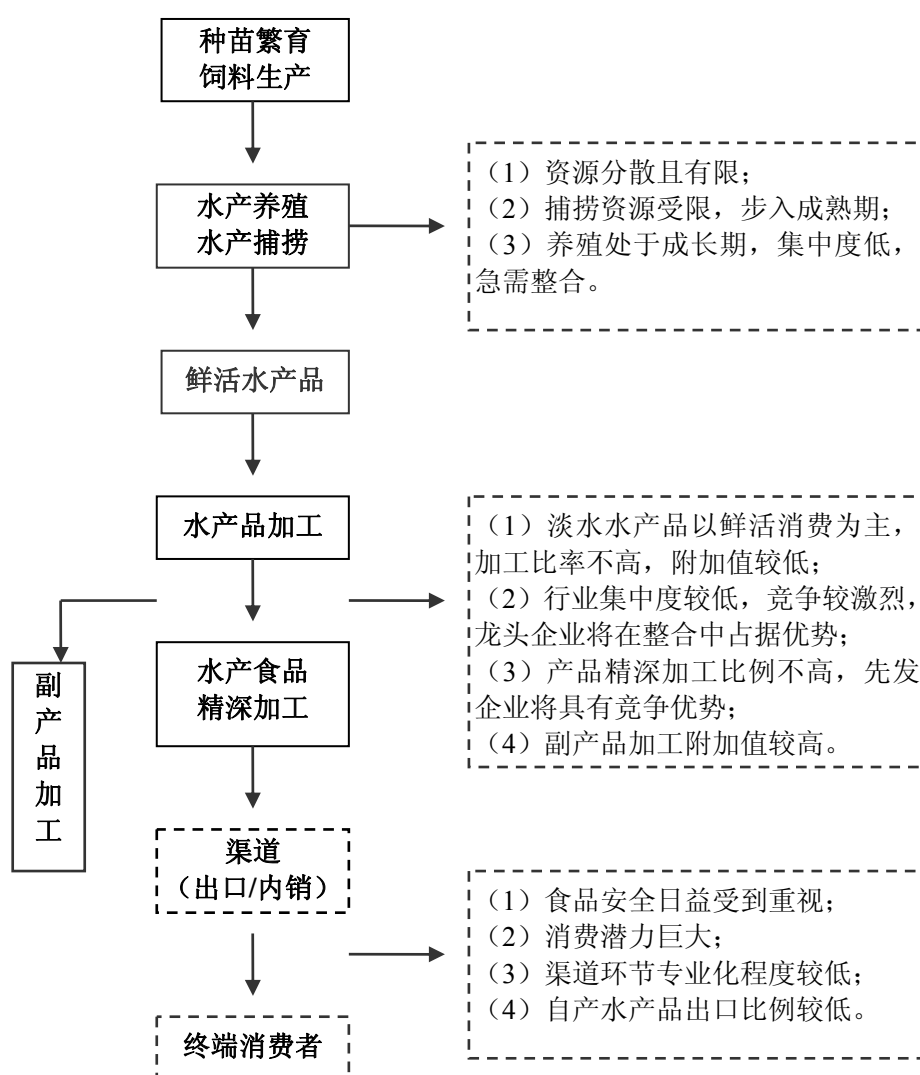 种苗繁育
饲料生产
水产养殖
水产捕捞
（1）资源分散且有限；
（2）捕捞资源受限，步入成熟期；
（3）养殖处于成长期，集中度低，
急需整合。
鲜活水产品
水产品加工
（1）淡水水产品以鲜活消费为主，
加工比率不高，附加值较低；
（2）行业集中度较低，竞争较激烈，
龙头企业将在整合中占据优势；
（3）产品精深加工比例不高，先发
企业将具有竞争优势；
（4）副产品加工附加值较高。
水产食品
精深加工
副
产
品
加
工
渠道
（出口/内销）
（1）食品安全日益受到重视；
（2）消费潜力巨大；
（3）渠道环节专业化程度较低；
（4）自产水产品出口比例较低。
终端消费者